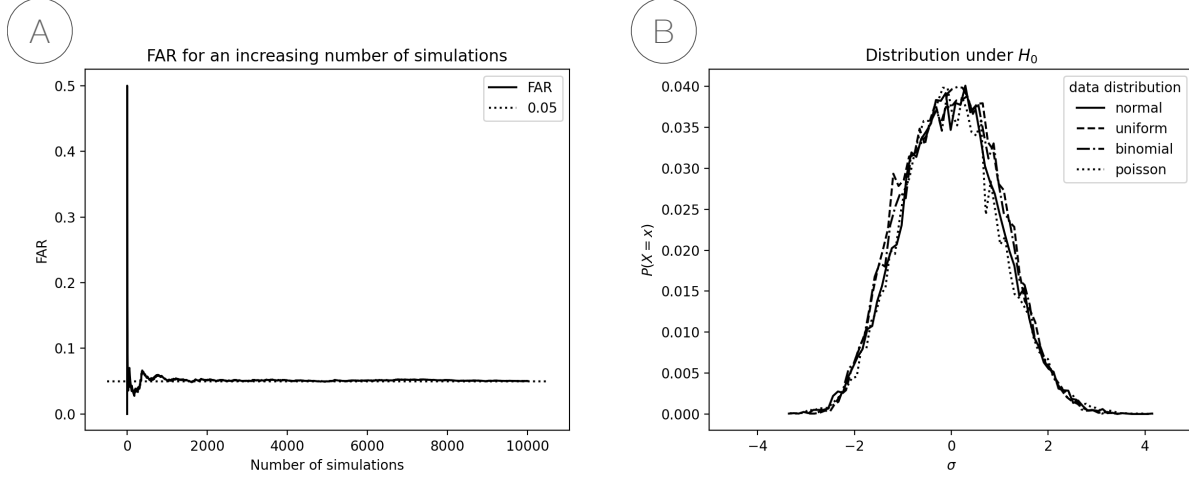 A
FAR for an increasing number of simulations
FAR
0.05
0.5
0.4
0.3
0.2
0.1
0.0
FAR
0
2000
4000
6000
8000
10000
Number of simulations
B
Distribution under H₀
data distribution
normal
uniform
binomial
poisson
0.040
0.035
0.030
0.025
0.020
0.015
0.010
0.005
0.000
P(X = x)
−4
−2
0
2
4
σ